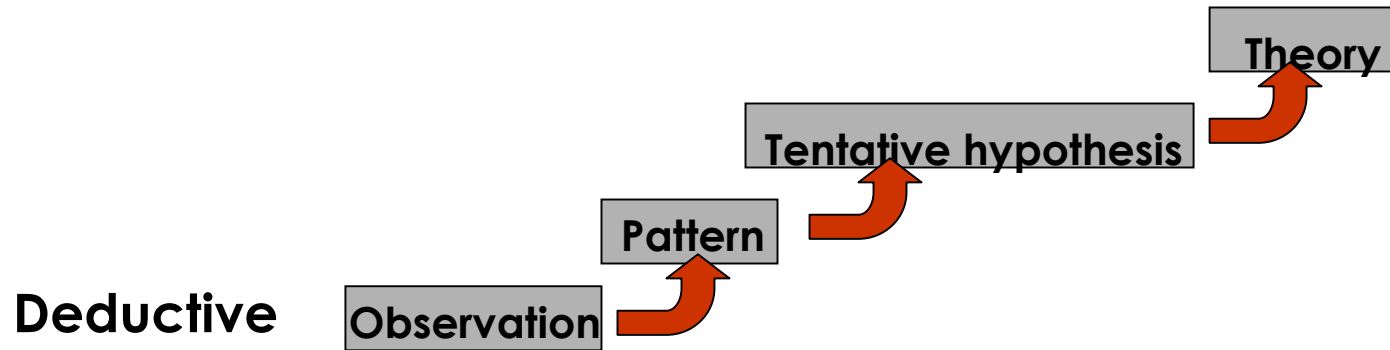 Theory
Tentative hypothesis
Pattern
Deductive
Observation